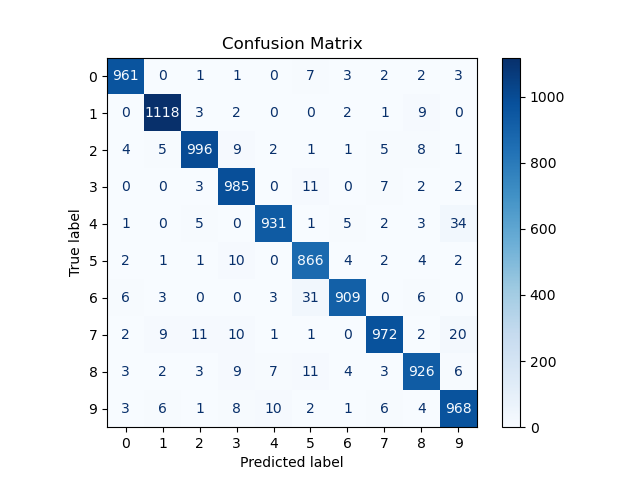 Confusion Matrix
0 961 0 1 1 0 7 3 2 2 3
1 0 1118 3 2 0 0 2 1 9 0
2 4 5 996 9 2 1 1 5 8 1
3 0 0 3 985 0 11 0 7 2 2
4 1 0 5 0 931 1 5 2 3 34
5 2 1 1 10 0 866 4 2 4 2
6 6 3 0 0 3 31 909 0 6 0
7 2 9 11 10 1 1 0 972 2 20
8 3 2 3 9 7 11 4 3 926 6
9 3 6 1 8 10 2 1 6 4 968
0 1 2 3 4 5 6 7 8 9
Predicted label
True label
1000
800
600
400
200
0